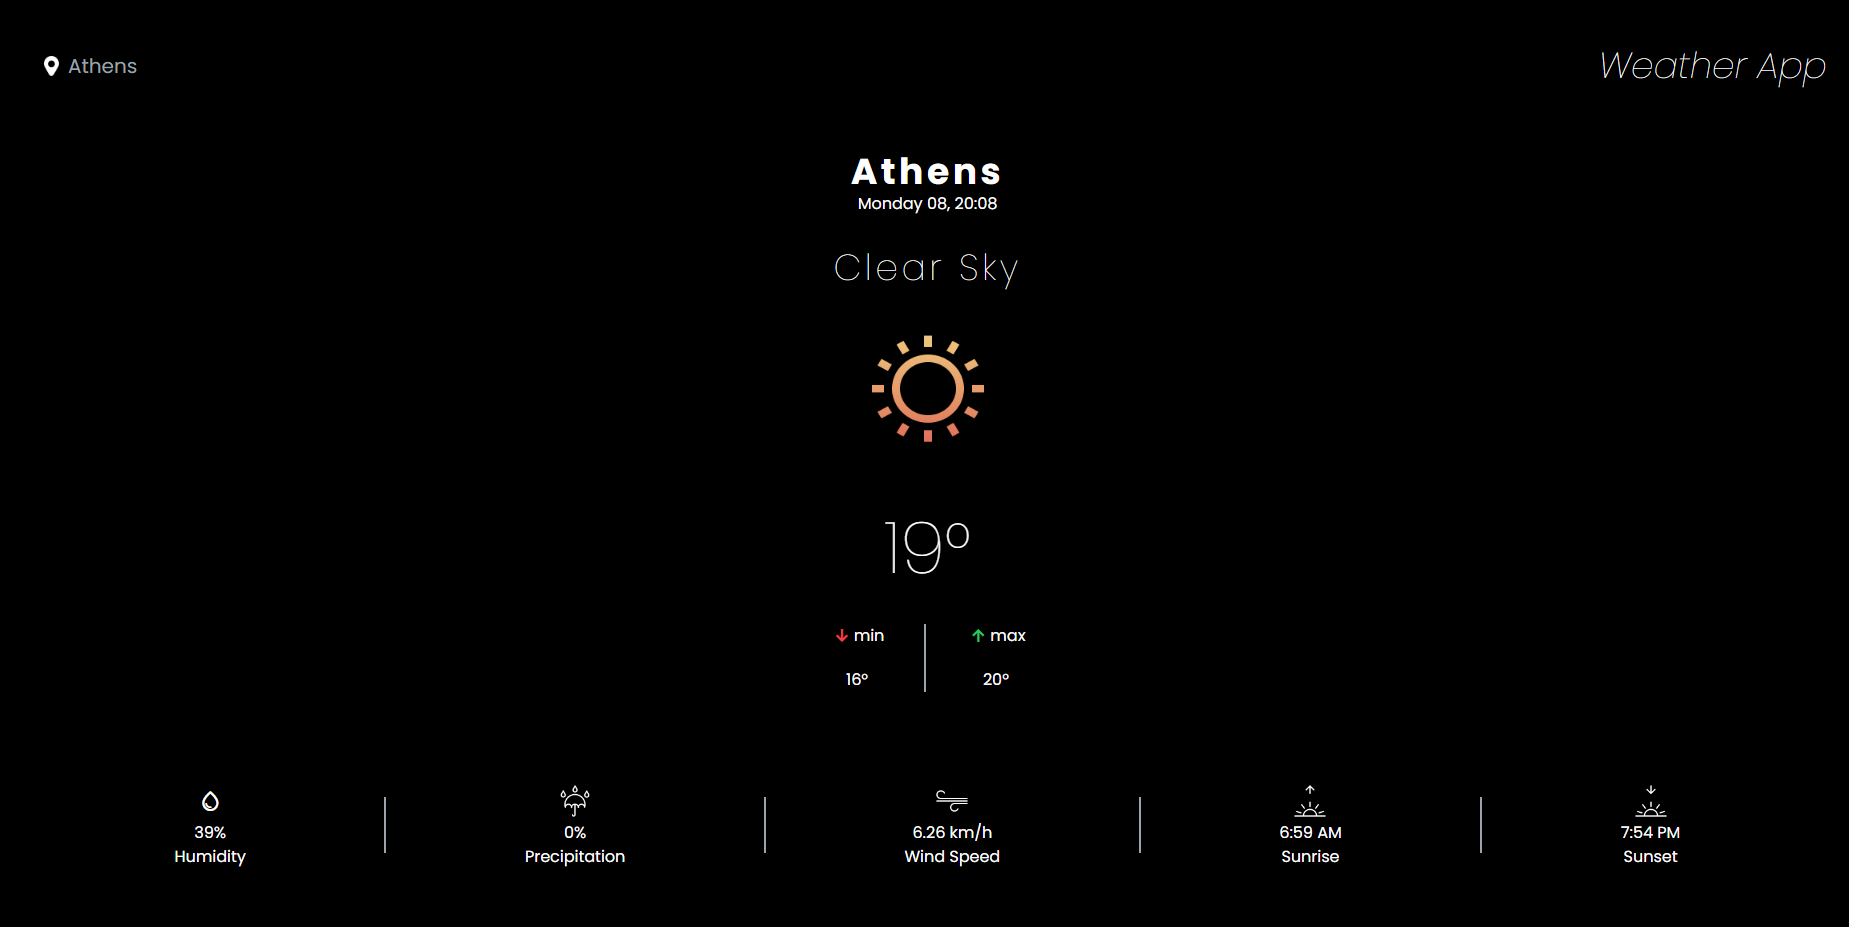 Athens
Weather App
Athens
Monday 08, 20:08
Clear Sky
19°
min
max
16°
20°
39%
Humidity
0%
Precipitation
6.26 km/h
Wind Speed
6:59 AM
Sunrise
7:54 PM
Sunset